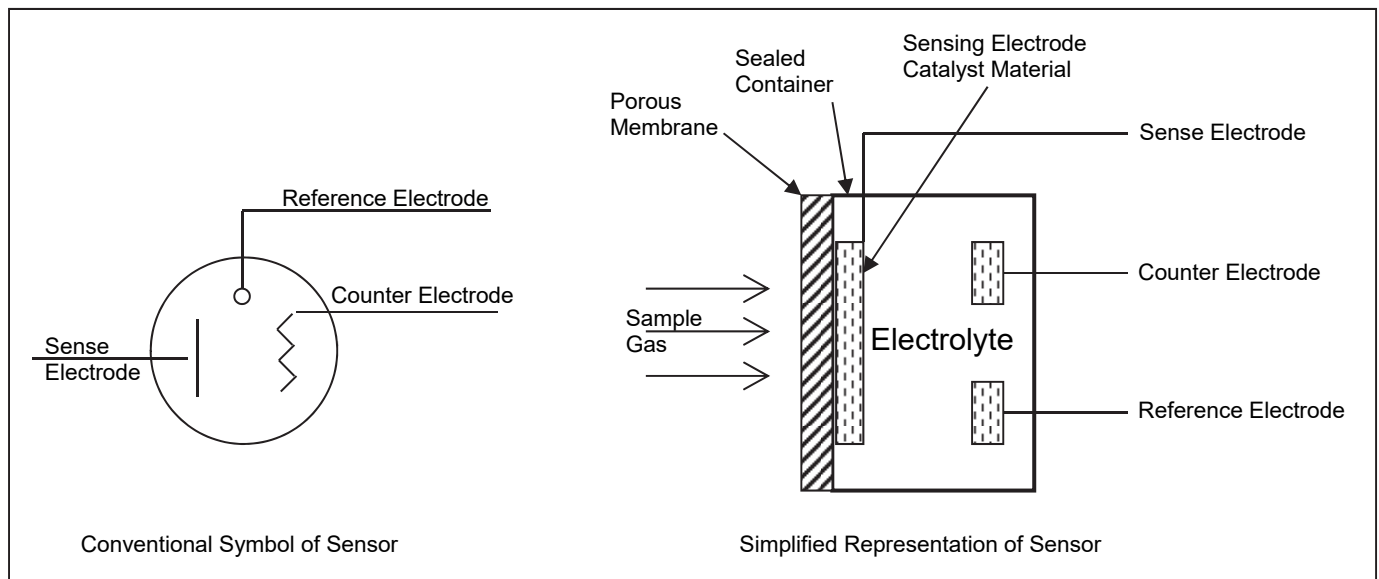 Reference Electrode
Counter Electrode
Sense
Electrode
Conventional Symbol of Sensor
Sensing Electrode
Catalyst Material
Sealed
Container
Porous
Membrane
Sense Electrode
Counter Electrode
Sample
Gas
Electrolyte
Reference Electrode
Simplified Representation of Sensor